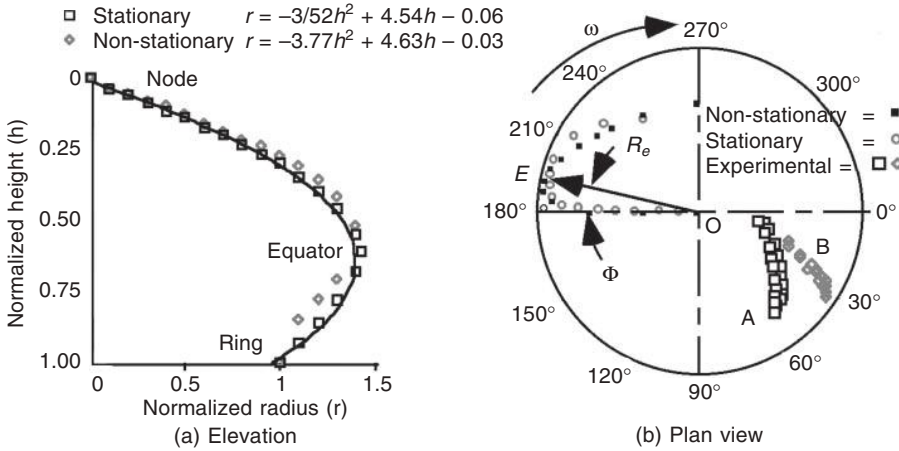 Stationary r = –3/52h² + 4.54h – 0.06
Non-stationary r = –3.77h² + 4.63h – 0.03
0
0.25
0.50
0.75
1.00
Normalized height (h)
Node
Equator
Ring
0 0.5 1 1.5
Normalized radius (r)
(a) Elevation
ω
270°
240°
300°
210°
Non-stationary =
Stationary =
Experimental =
E
Rₑ
180°
O
0°
Φ
B
A
150°
30°
120°
60°
90°
(b) Plan view